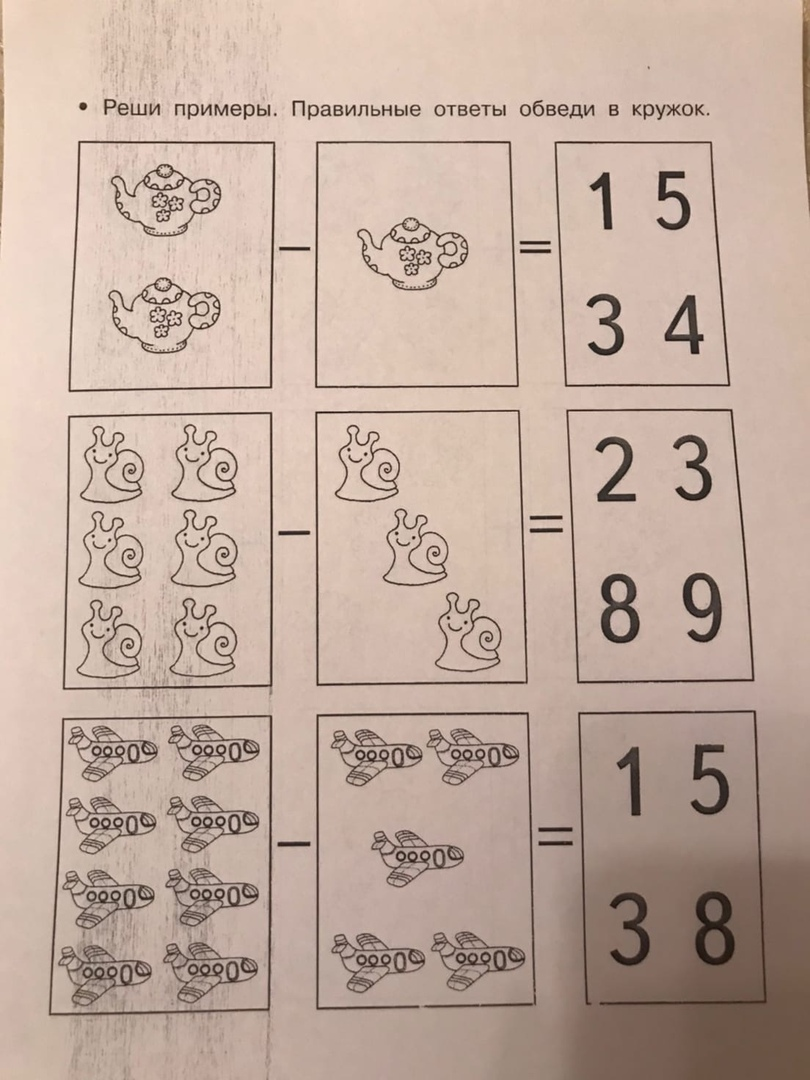 • Реши примеры. Правильные ответы обведи в кружок.
− = 1 5
3 4
− = 2 3
8 9
− = 1 5
3 8